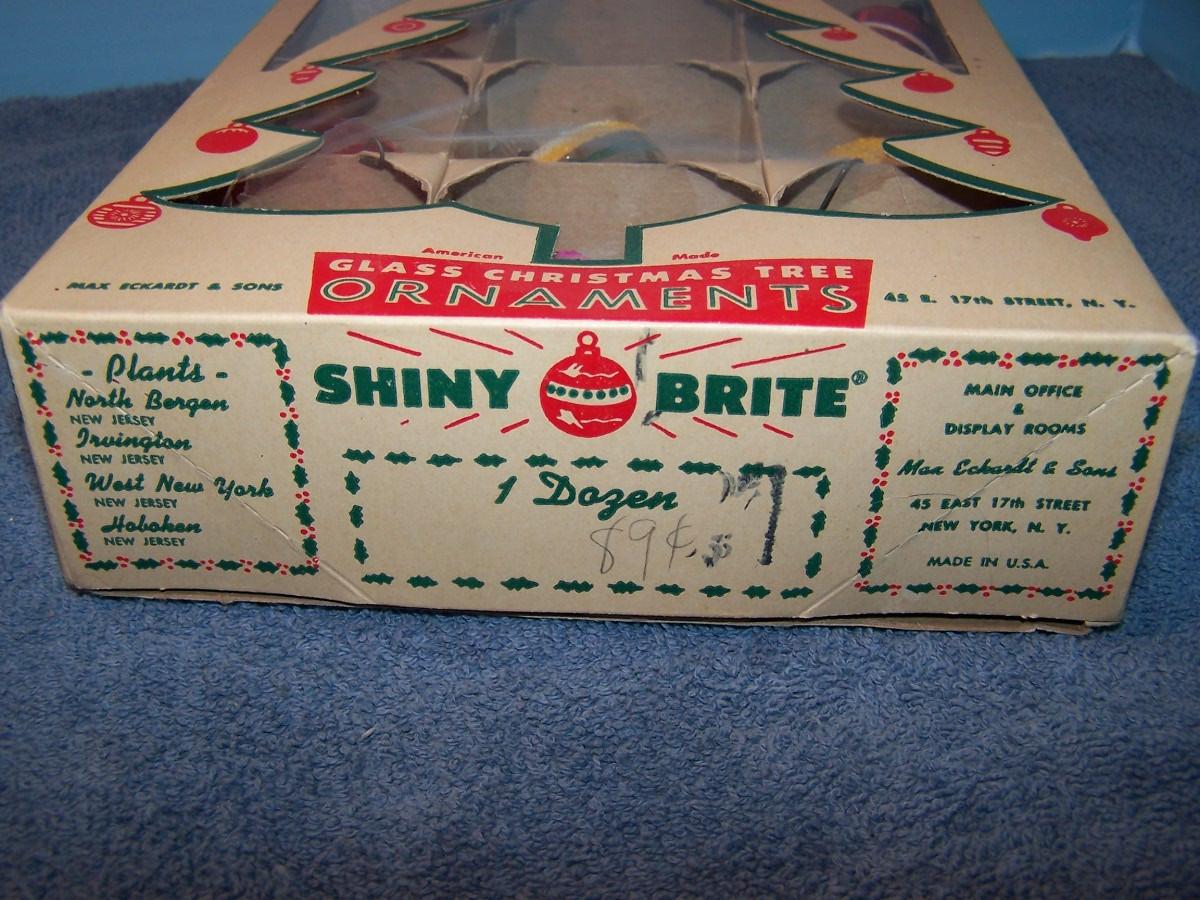 American Made
GLASS CHRISTMAS TREE
ORNAMENTS
MAX ECKARDT & SONS
45 E. 17th STREET, N. Y.
- Plants -
North Bergen
NEW JERSEY
Irvington
NEW JERSEY
West New York
NEW JERSEY
Hoboken
NEW JERSEY
SHINY BRITE®
1 Dozen
89¢
MAIN OFFICE
&
DISPLAY ROOMS
Max Eckardt & Sons
45 EAST 17th STREET
NEW YORK, N. Y.
MADE IN U.S.A.